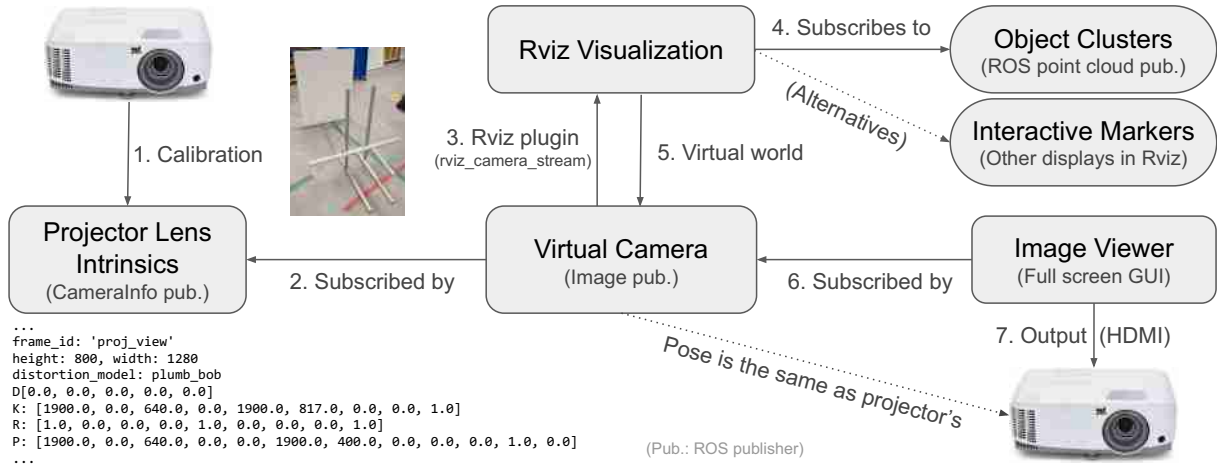 Rviz Visualization
4. Subscribes to
Object Clusters
(ROS point cloud pub.)
(Alternatives)
Interactive Markers
(Other displays in Rviz)
1. Calibration
3. Rviz plugin
(rviz_camera_stream)
5. Virtual world
Projector Lens
Intrinsics
(CameraInfo pub.)
2. Subscribed by
Virtual Camera
(Image pub.)
6. Subscribed by
Image Viewer
(Full screen GUI)
7. Output (HDMI)
Pose is the same as projector's
...
frame_id: 'proj_view'
height: 800, width: 1280
distortion_model: plumb_bob
D[0.0, 0.0, 0.0, 0.0, 0.0]
K: [1900.0, 0.0, 640.0, 0.0, 1900.0, 817.0, 0.0, 0.0, 1.0]
R: [1.0, 0.0, 0.0, 0.0, 1.0, 0.0, 0.0, 0.0, 1.0]
P: [1900.0, 0.0, 640.0, 0.0, 0.0, 1900.0, 400.0, 0.0, 0.0, 0.0, 1.0, 0.0]
...
(Pub.: ROS publisher)